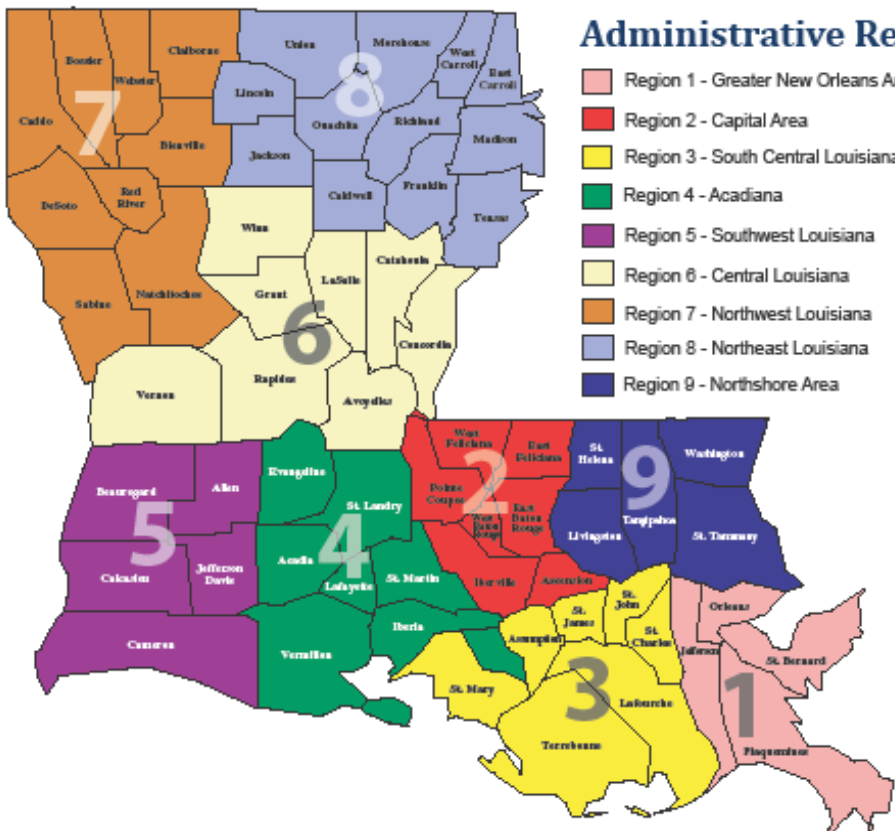 Administrative Re
Region 1 - Greater New Orleans A
Region 2 - Capital Area
Region 3 - South Central Louisiana
Region 4 - Acadiana
Region 5 - Southwest Louisiana
Region 6 - Central Louisiana
Region 7 - Northwest Louisiana
Region 8 - Northeast Louisiana
Region 9 - Northshore Area
7
Caddo
Bossier
Webster
Claiborne
Bienville
DeSoto
Red
River
Sabine
Natchitoches
8
Union
Morehouse
West
Carroll
East
Carroll
Lincoln
Ouachita
Richland
Madison
Jackson
Caldwell
Franklin
Tensas
6
Winn
Grant
LaSalle
Catahoula
Concordia
Vernon
Rapides
Avoyelles
5
Beauregard
Allen
Calcasieu
Jefferson
Davis
Cameron
4
Evangeline
St. Landry
Acadia
Lafayette
St. Martin
Iberia
Vermilion
2
West
Feliciana
East
Feliciana
Pointe
Coupee
West
Baton
Rouge
East
Baton
Rouge
Iberville
Ascension
9
St.
Helena
Washington
Livingston
Tangipahoa
St. Tammany
3
Assumption
St.
James
St.
John
St.
Charles
St. Mary
Lafourche
Terrebonne
1
Orleans
Jefferson
St. Bernard
Plaquemines